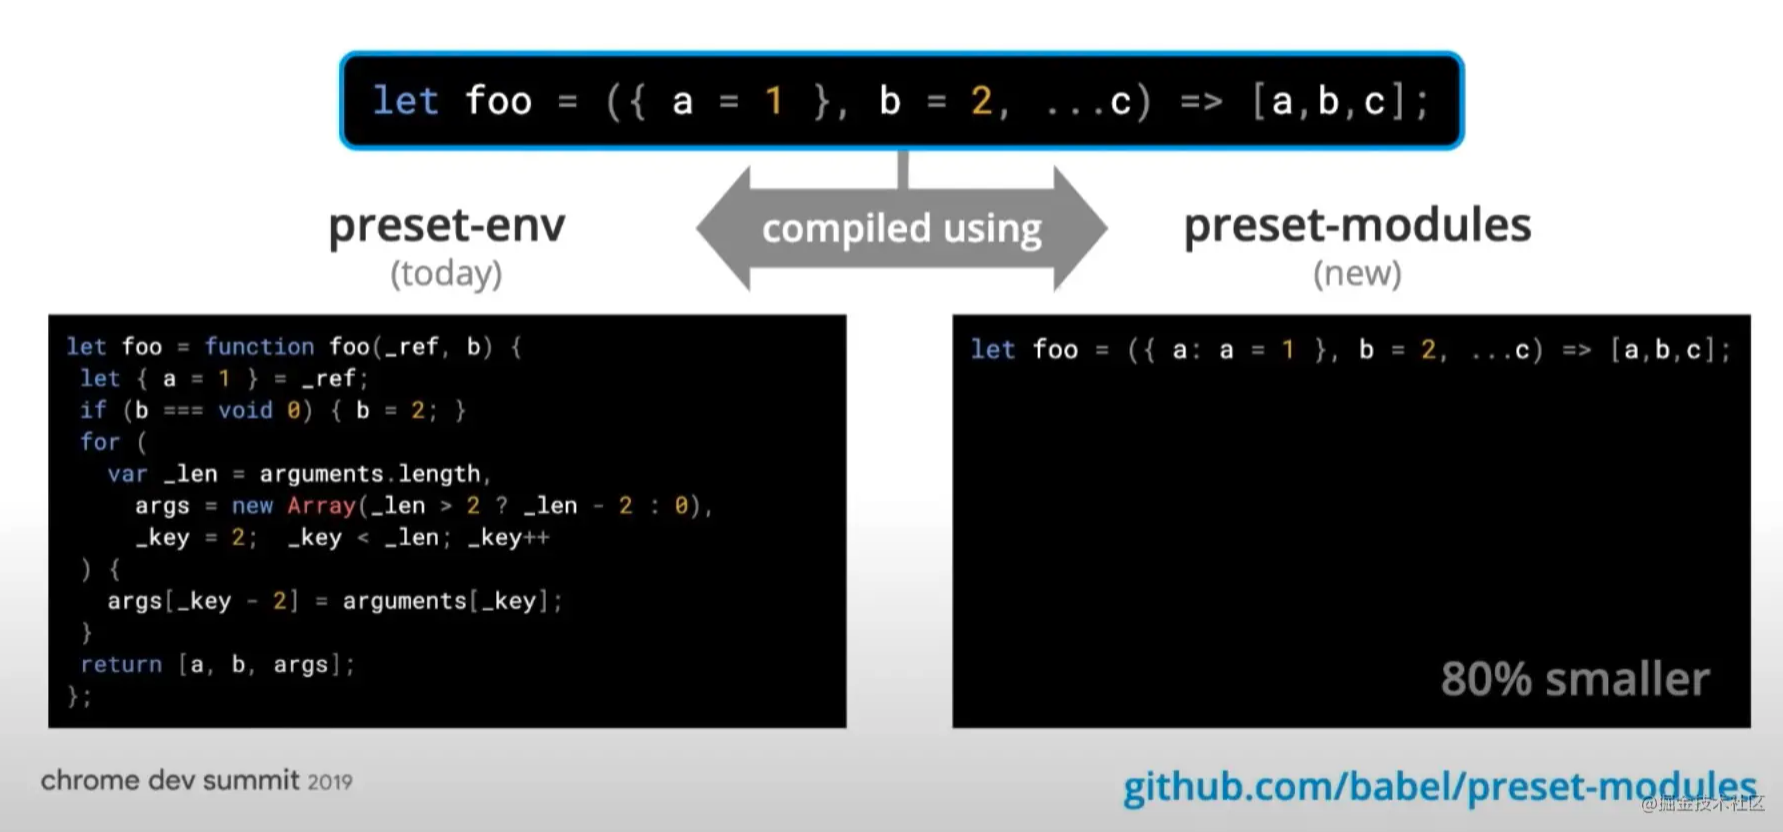 let foo = ({ a = 1 }, b = 2, ...c) => [a,b,c];
compiled using
preset-env
(today)
let foo = function foo(_ref, b) {
let { a = 1 } = _ref;
if (b === void 0) { b = 2; }
for (
var _len = arguments.length,
args = new Array(_len > 2 ? _len - 2 : 0),
_key = 2; _key < _len; _key++
) {
args[_key - 2] = arguments[_key];
}
return [a, b, args];
};
preset-modules
(new)
let foo = ({ a: a = 1 }, b = 2, ...c) => [a,b,c];
80% smaller
chrome dev summit 2019
github.com/babel/preset-modules
@掘金技术社区